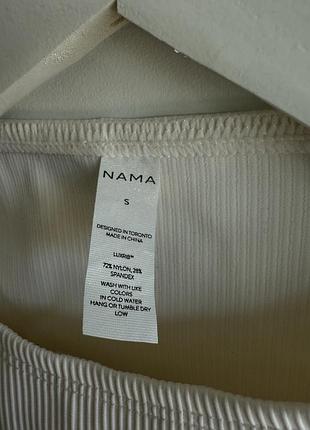 NAMA
S
DESIGNED IN TORONTO
MADE IN CHINA
LUXRIB™
72% NYLON, 28%
SPANDEX
WASH WITH LIKE
COLORS
IN COLD WATER
HANG OR TUMBLE DRY
LOW